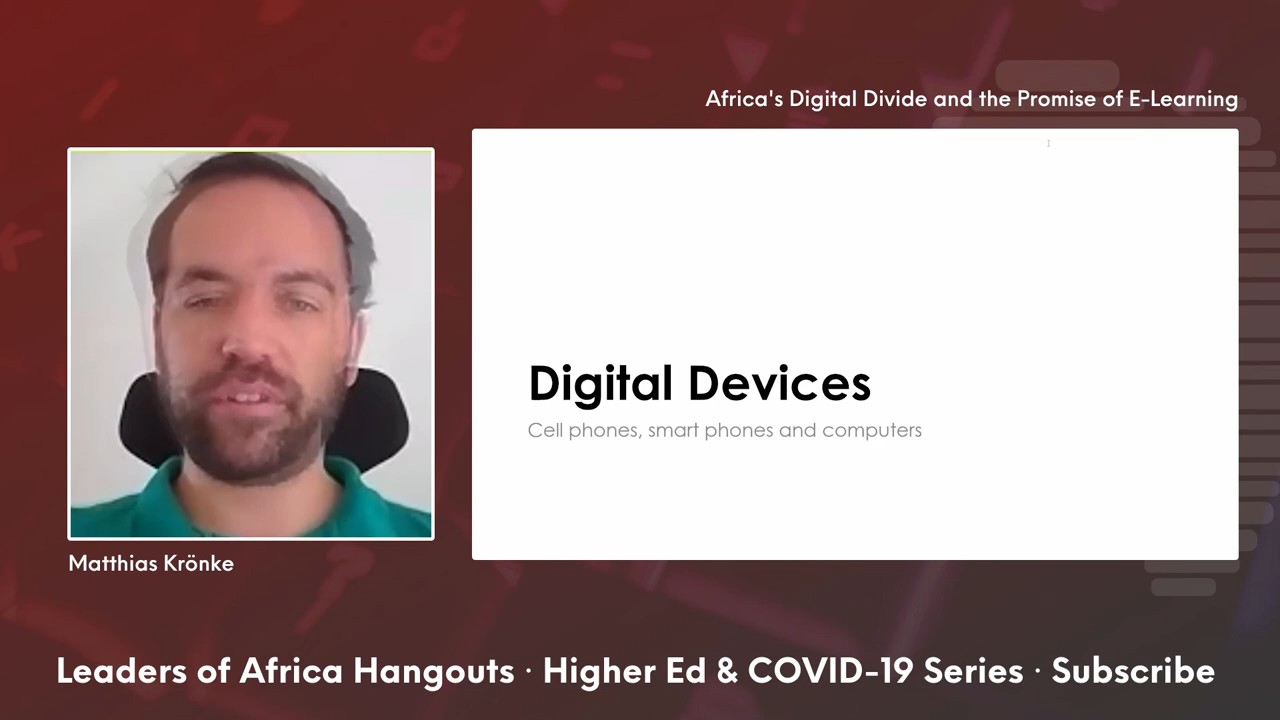 Africa's Digital Divide and the Promise of E-Learning
Digital Devices
Cell phones, smart phones and computers
Matthias Krönke
Leaders of Africa Hangouts · Higher Ed & COVID-19 Series · Subscribe